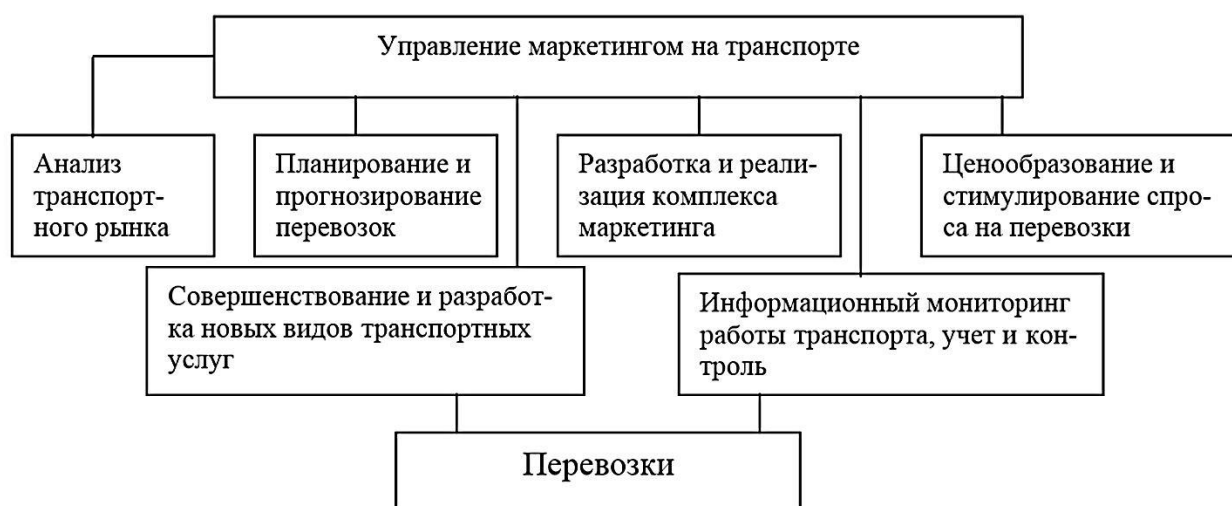 Управление маркетингом на транспорте
Анализ
транспорт-
ного рынка
Планирование и
прогнозирование
перевозок
Разработка и реали-
зация комплекса
маркетинга
Ценообразование и
стимулирование спро-
са на перевозки
Совершенствование и разработ-
ка новых видов транспортных
услуг
Информационный мониторинг
работы транспорта, учет и кон-
троль
Перевозки